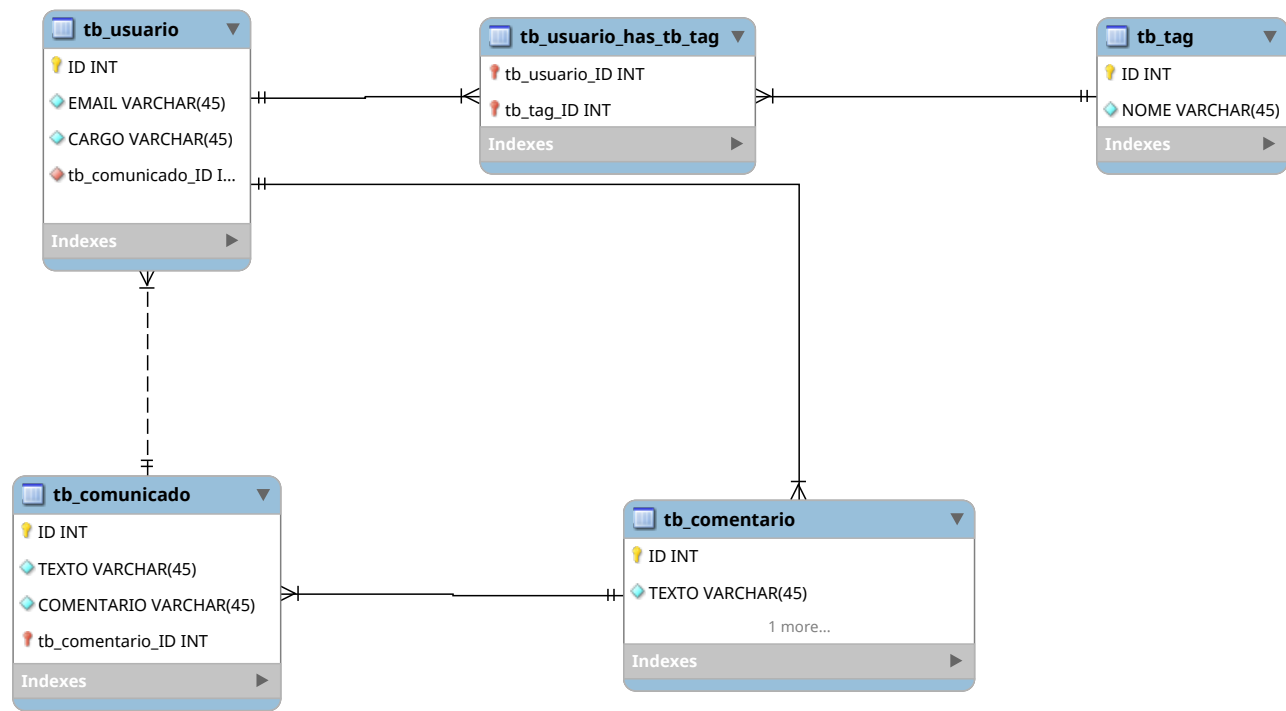 tb_usuario
ID INT
EMAIL VARCHAR(45)
CARGO VARCHAR(45)
tb_comunicado_ID I...
Indexes
tb_usuario_has_tb_tag
tb_usuario_ID INT
tb_tag_ID INT
Indexes
tb_tag
ID INT
NOME VARCHAR(45)
Indexes
tb_comunicado
ID INT
TEXTO VARCHAR(45)
COMENTARIO VARCHAR(45)
tb_comentario_ID INT
Indexes
tb_comentario
ID INT
TEXTO VARCHAR(45)
1 more...
Indexes